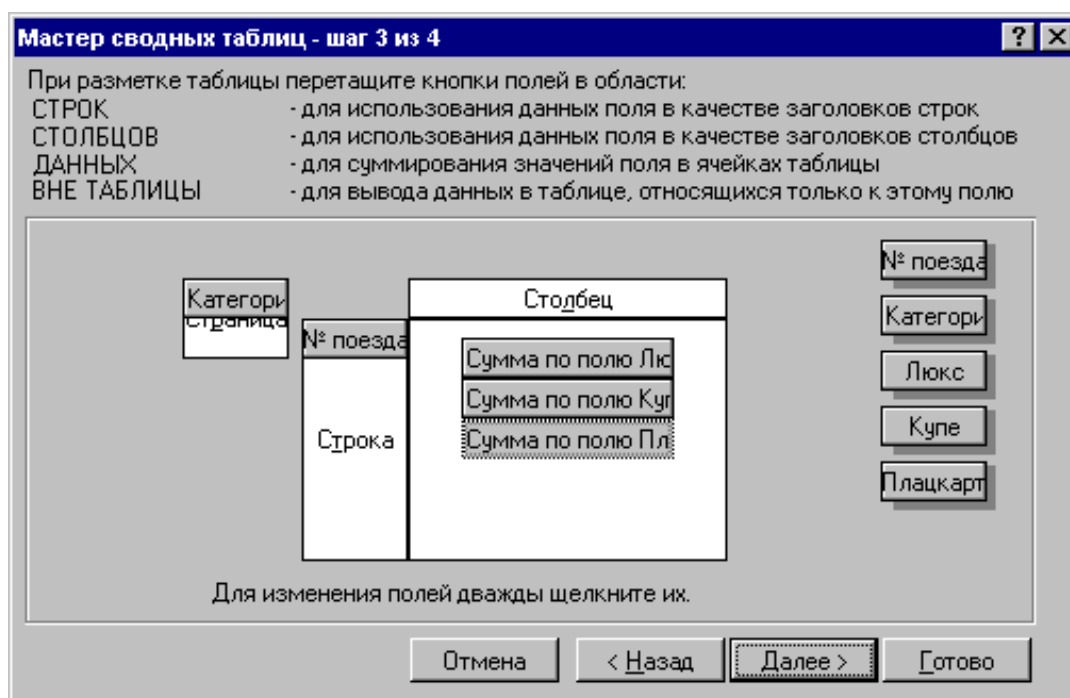 Мастер сводных таблиц - шаг 3 из 4
При разметке таблицы перетащите кнопки полей в области:
СТРОК - для использования данных поля в качестве заголовков строк
СТОЛБЦОВ - для использования данных поля в качестве заголовков столбцов
ДАННЫХ - для суммирования значений поля в ячейках таблицы
ВНЕ ТАБЛИЦЫ - для вывода данных в таблице, относящихся только к этому полю
Категори
Страница
№ поезда
Строка
Столбец
Сумма по полю Лю
Сумма по полю Куп
Сумма по полю Пл
№ поезда
Категори
Люкс
Купе
Плацкарт
Для изменения полей дважды щелкните их.
Отмена
< Назад
Далее >
Готово